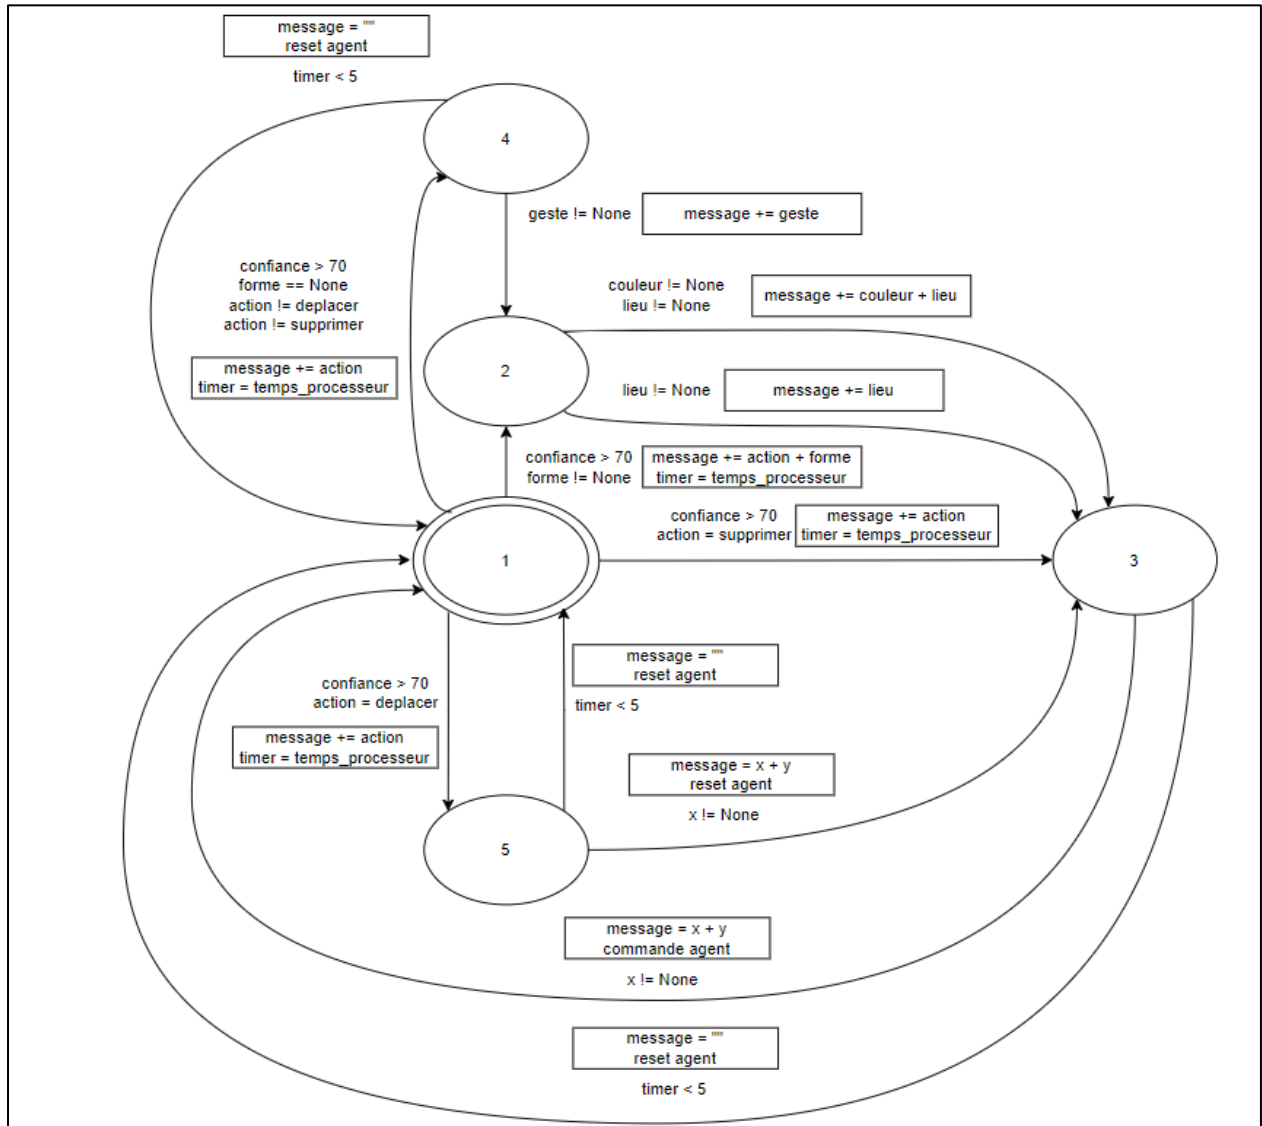 message = ""
reset agent
timer < 5
4
geste != None
message += geste
confiance > 70
forme == None
action != deplacer
action != supprimer
message += action
timer = temps_processeur
couleur != None
lieu != None
message += couleur + lieu
2
lieu != None
message += lieu
confiance > 70
forme != None
message += action + forme
timer = temps_processeur
confiance > 70
action = supprimer
message += action
timer = temps_processeur
1
3
message = ""
reset agent
timer < 5
confiance > 70
action = deplacer
message += action
timer = temps_processeur
message = x + y
reset agent
x != None
5
message = x + y
commande agent
x != None
message = ""
reset agent
timer < 5